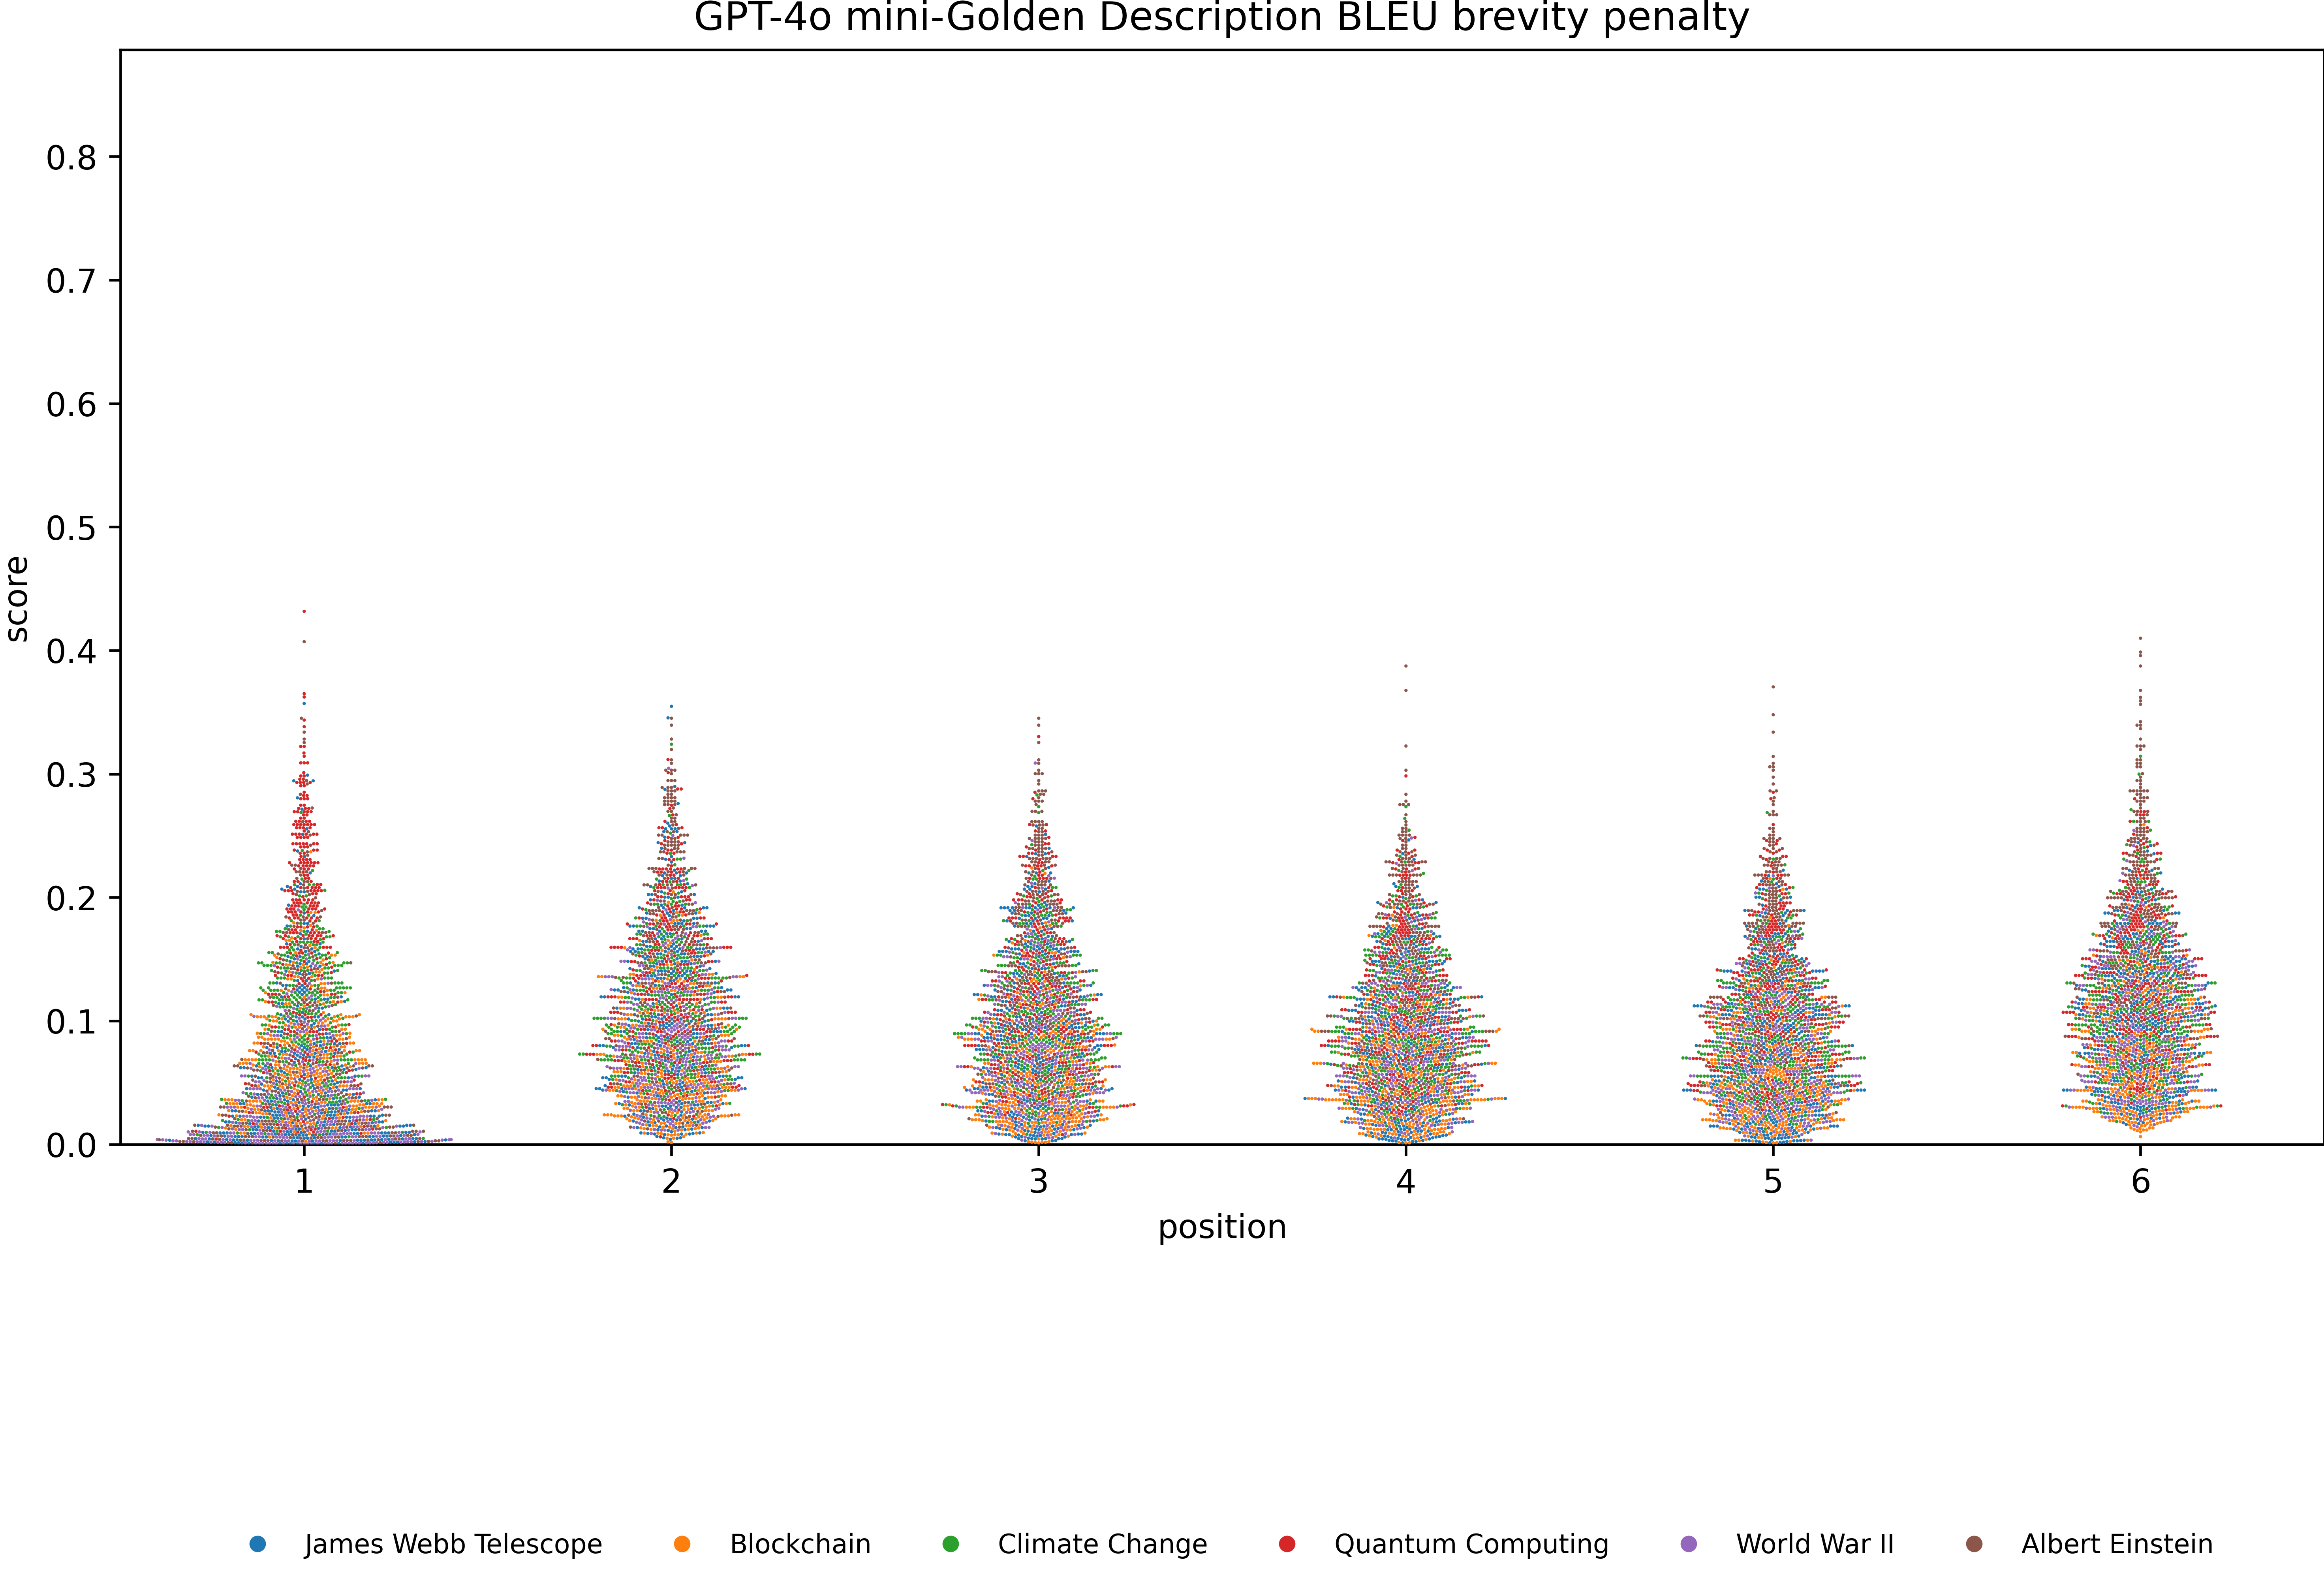 GPT-4o mini-Golden Description BLEU brevity penalty
0.8
0.7
0.6
0.5
0.4
0.3
0.2
0.1
0.0
score
1 2 3 4 5 6
position
James Webb Telescope Blockchain Climate Change Quantum Computing World War II Albert Einstein